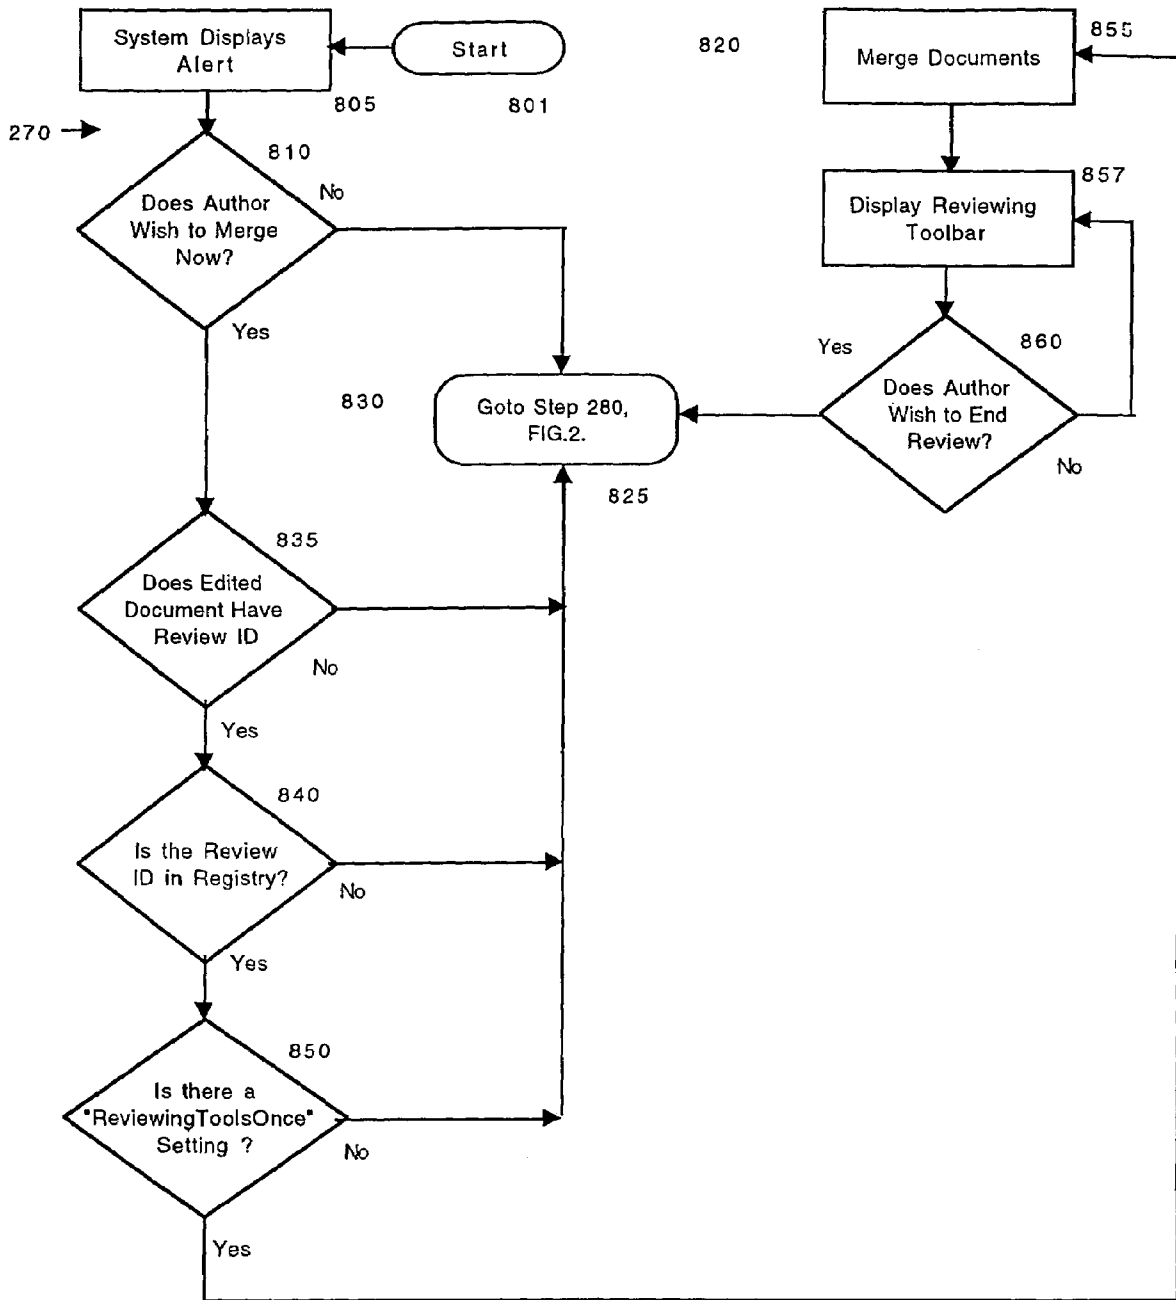 System Displays
Alert
Start
805
801
270
810
Does Author
Wish to Merge
Now?
No
Yes
820
Merge Documents
855
Display Reviewing
Toolbar
857
860
Does Author
Wish to End
Review?
Yes
No
830
Goto Step 280,
FIG.2.
825
835
Does Edited
Document Have
Review ID
No
Yes
840
Is the Review
ID in Registry?
No
Yes
850
Is there a
"ReviewingToolsOnce"
Setting ?
No
Yes